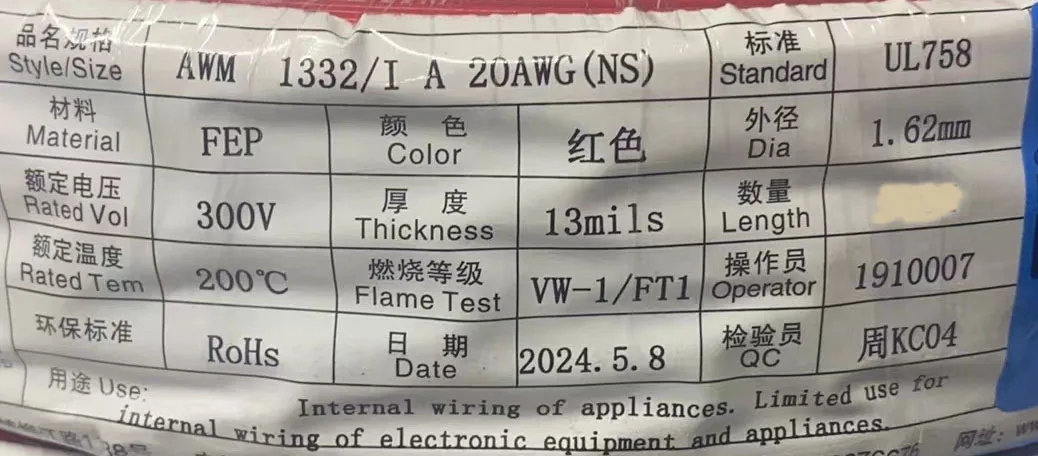 品名规格 AWM 1332/I A 20AWG(NS) 标准 UL758
Style/Size Standard
材料 FEP 颜 色 红色 外径 1.62mm
Material Color Dia
额定电压 300V 厚 度 13mils 数量
Rated Vol Thickness Length
额定温度 200℃ 燃烧等级 VW-1/FT1 操作员 1910007
Rated Tem Flame Test Operator
环保标准 RoHs 日 期 2024.5.8 检验员 周KC04
Date QC
用途 Use: Internal wiring of appliances. Limited use for
internal wiring of electronic equipment and appliances.
38号 网址: